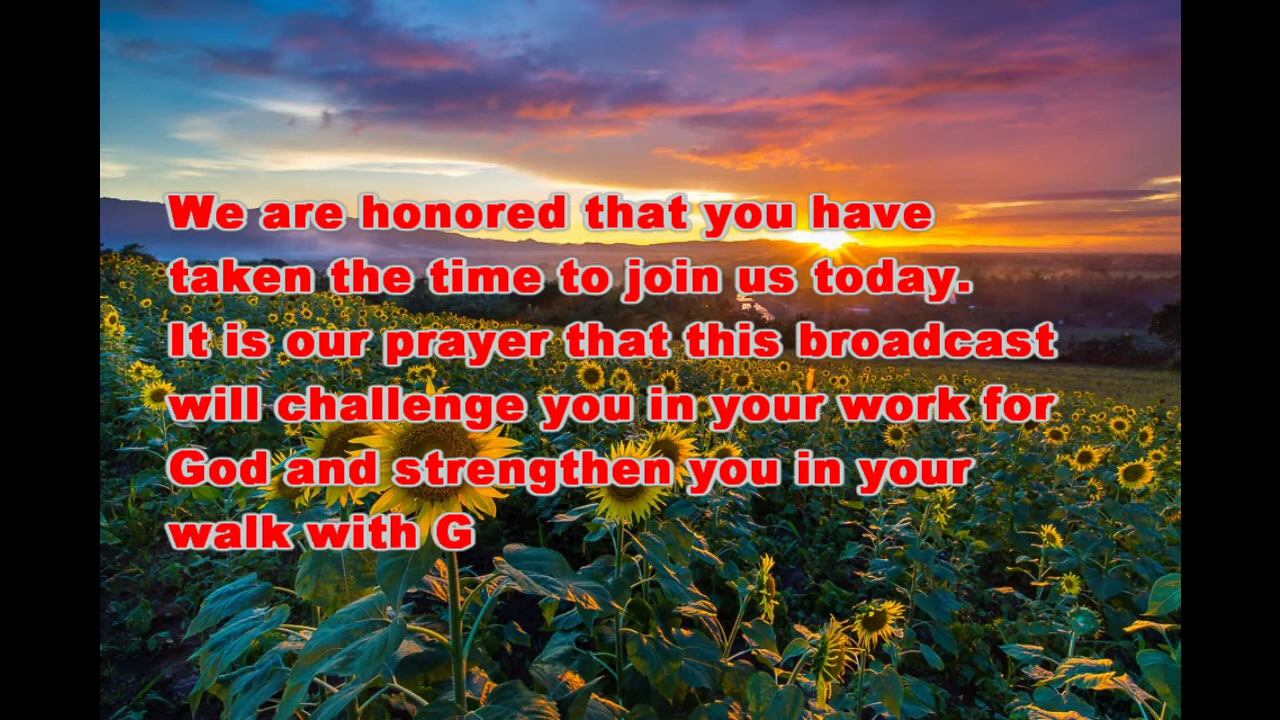 We are honored that you have
taken the time to join us today.
It is our prayer that this broadcast
will challenge you in your work for
God and strengthen you in your
walk with G